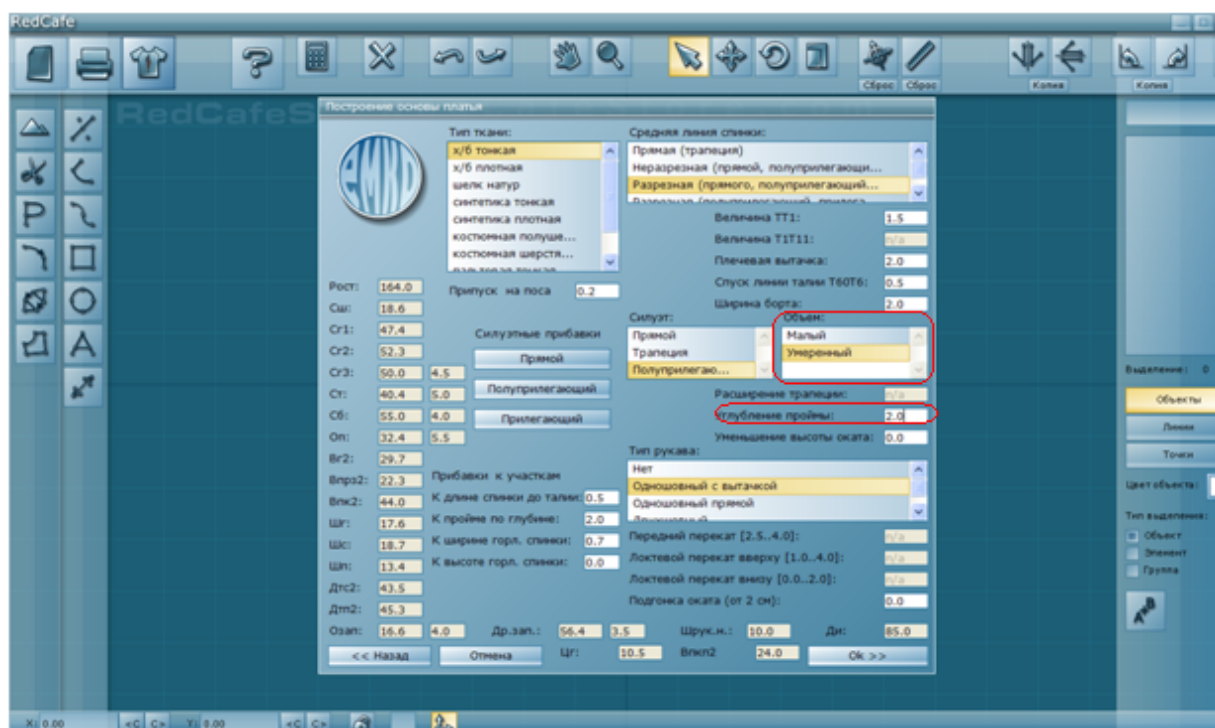 RedCafe
Сброс Сброс Копия Копия
RedCafeS
Построение основы платья
Тип ткани:
х/б тонкая
х/б плотная
шелк натур
синтетика тонкая
синтетика плотная
костюмная полуше...
костюмная шерстя...
пальтовая тонкая
Средняя линия спинки:
Прямая (трапеция)
Неразрезная (прямой, полуприлегающи...
Разрезная (прямого, полуприлегающий...
Разрезная (полуприлегающий, прилега
Величина ТТ1: 1.5
Величина Т1Т11: n/a
Плечевая вытачка: 2.0
Спуск линии талии Т60Т6: 0.5
Ширина борта: 2.0
Припуск на поса 0.2
Рост: 164.0
Сш: 18.6
Сг1: 47.4
Сг2: 52.3
Сг3: 50.0 4.5
Ст: 40.4 5.0
Сб: 55.0 4.0
Оп: 32.4 5.5
Вг2: 29.7
Впрз2: 22.3
Впк2: 44.0
Шг: 17.6
Шс: 18.7
Шп: 13.4
Дтс2: 43.5
Дтп2: 45.3
Озап: 16.6 4.0 Др.зап.: 56.4 3.5 Шрук.н.: 10.0 Ди: 85.0
Силуэтные прибавки
Прямой
Полуприлегающий
Прилегающий
Прибавки к участкам
К длине спинки до талии: 0.5
К пройме по глубине: 2.0
К ширине горл. спинки: 0.7
К высоте горл. спинки: 0.0
Силуэт:
Прямой
Трапеция
Полуприлегаю...
Объем:
Малый
Умеренный
Расширение трапеции: n/a
Углубление проймы: 2.0
Уменьшение высоты оката: 0.0
Тип рукава:
Нет
Одношовный с вытачкой
Одношовный прямой
Двухшовный
Передний перекат [2.5..4.0]: n/a
Локтевой перекат вверху [1.0..4.0]: n/a
Локтевой перекат внизу [0.0..2.0]: n/a
Подгонка оката (от 2 см): 0.0
<< Назад Отмена Цг: 10.5 Впкп2 24.0 Ok >>
Выделение: 0
Объекты
Линии
Точки
Цвет объекта:
Тип выделения:
Объект
Элемент
Группа
X: 0.00 <C C> Y: 0.00 <C C>